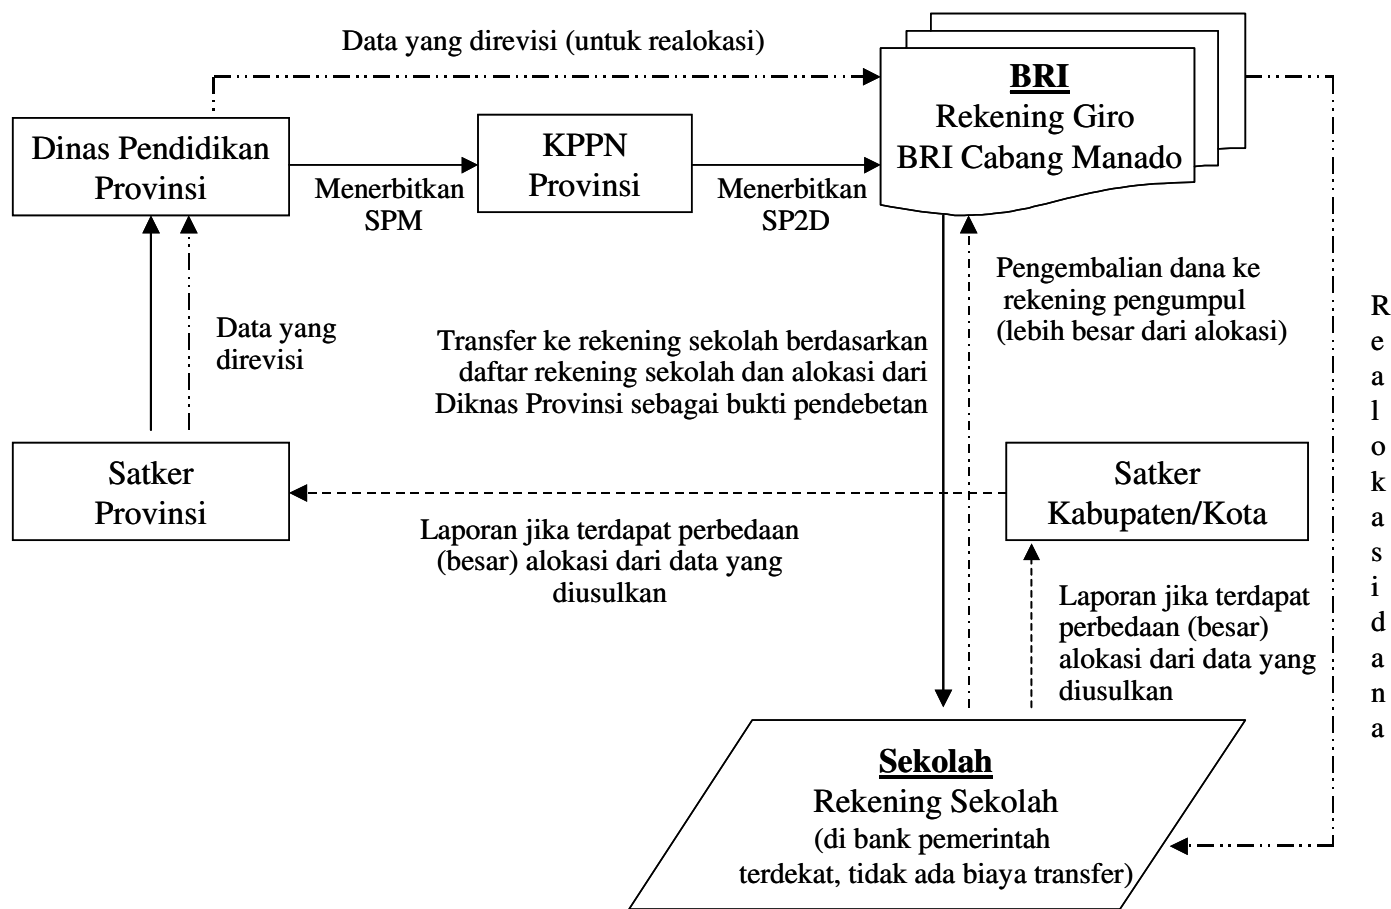 Data yang direvisi (untuk realokasi)
BRI
Rekening Giro
BRI Cabang Manado
Dinas Pendidikan
Provinsi
Menerbitkan
SPM
KPPN
Provinsi
Menerbitkan
SP2D
Pengembalian dana ke
rekening pengumpul
(lebih besar dari alokasi)
Data yang
direvisi
Transfer ke rekening sekolah berdasarkan
daftar rekening sekolah dan alokasi dari
Diknas Provinsi sebagai bukti pendebetan
Realokasi dana
Satker
Provinsi
Satker
Kabupaten/Kota
Laporan jika terdapat perbedaan
(besar) alokasi dari data yang
diusulkan
Laporan jika terdapat
perbedaan (besar)
alokasi dari data yang
diusulkan
Sekolah
Rekening Sekolah
(di bank pemerintah
terdekat, tidak ada biaya transfer)